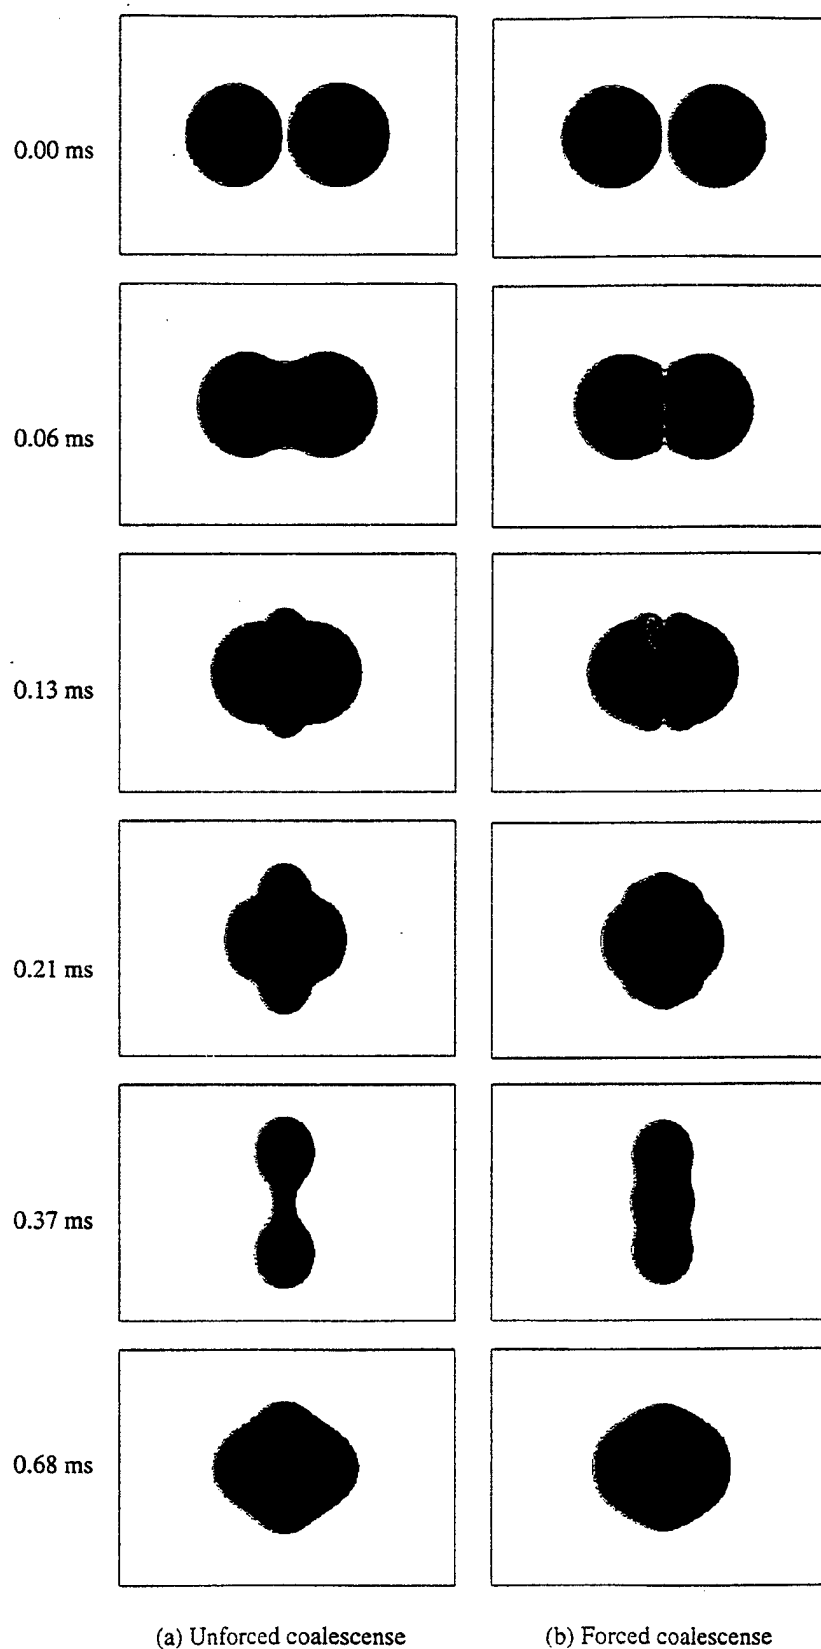 0.00 ms
0.06 ms
0.13 ms
0.21 ms
0.37 ms
0.68 ms
(a) Unforced coalescense
(b) Forced coalescense